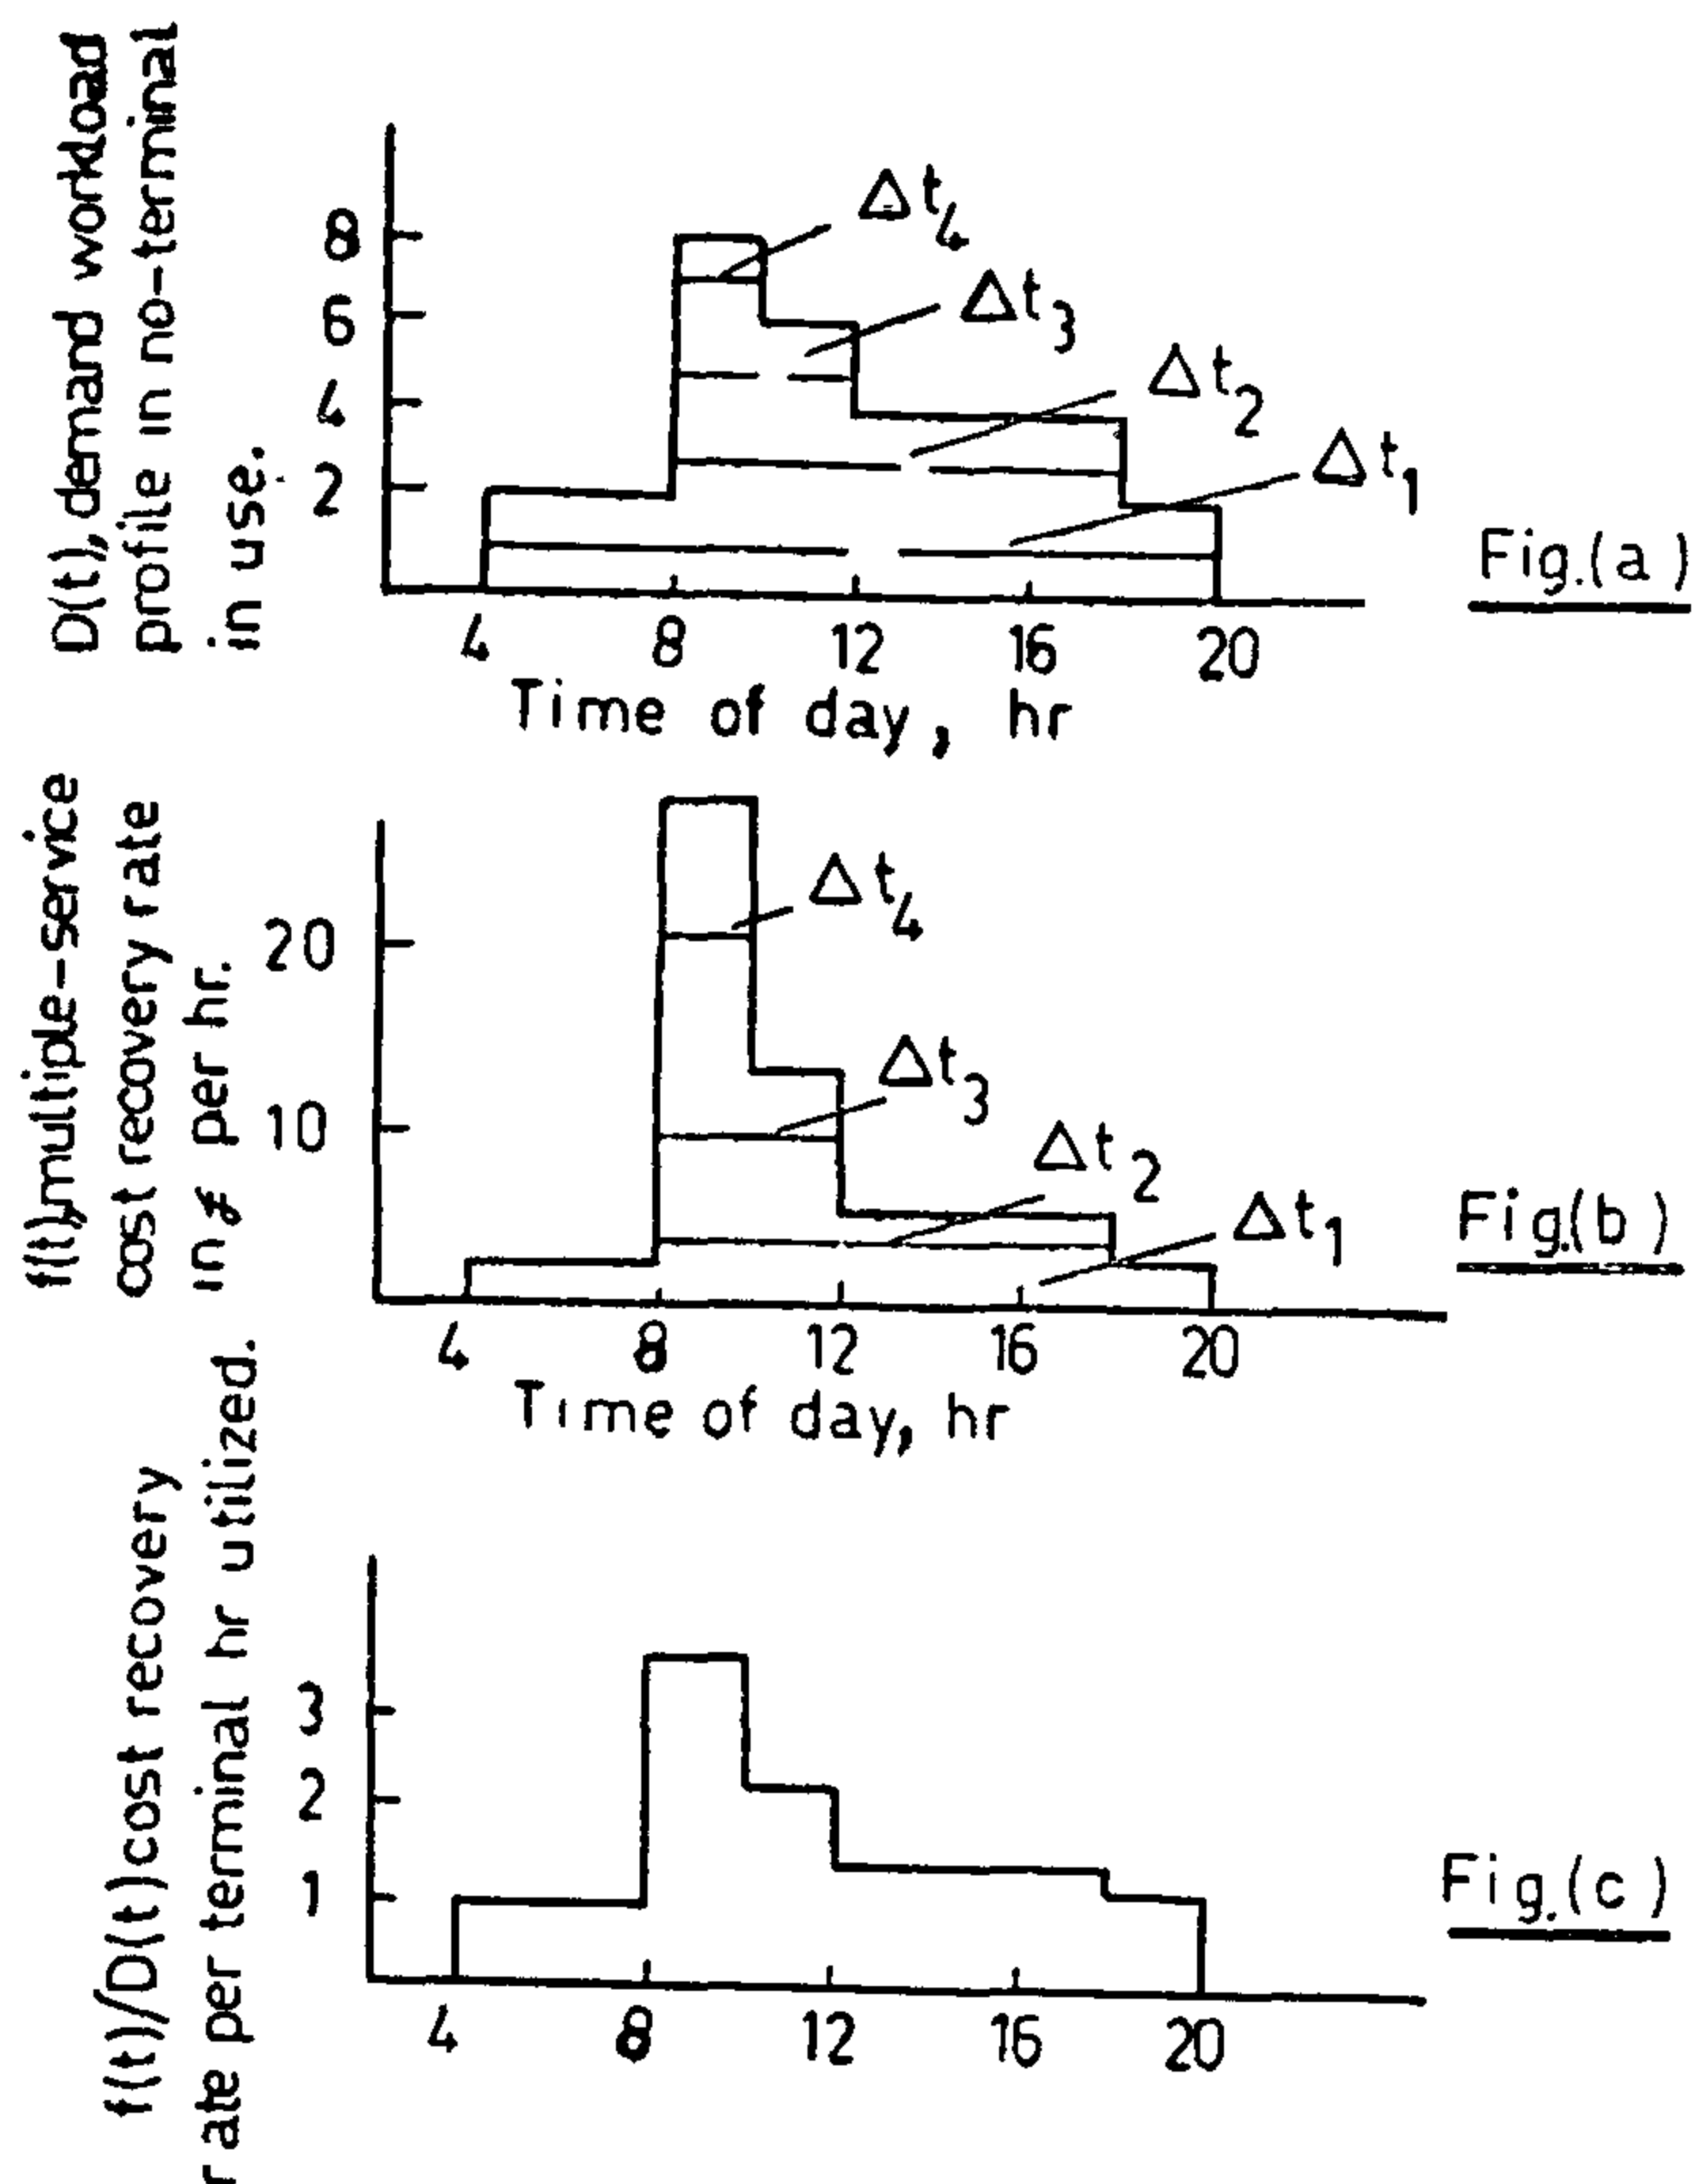 D(t), demand workload
profile in no-terminal
in use.
8
6
4
2
Δt4
Δt3
Δt2
Δt1
Fig.(a)
4 8 12 16 20
Time of day, hr
f(t), multiple-service
cost recovery rate
in £ per hr.
20
10
Δt4
Δt3
Δt2
Δt1
Fig.(b)
4 8 12 16 20
Time of day, hr
f(t)/D(t) cost recovery
rate per terminal hr utilized.
3
2
1
Fig.(c)
4 8 12 16 20